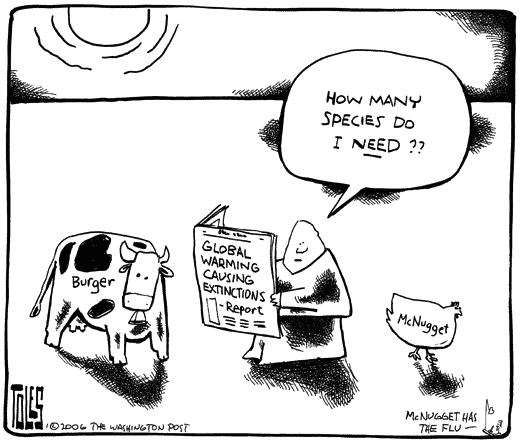 HOW MANY
SPECIES DO
I NEED ??
GLOBAL
WARMING
CAUSING
EXTINCTIONS
-Report
Burger
McNugget
TOLES
©2006 THE WASHINGTON POST
McNUGGET HAS
THE FLU —